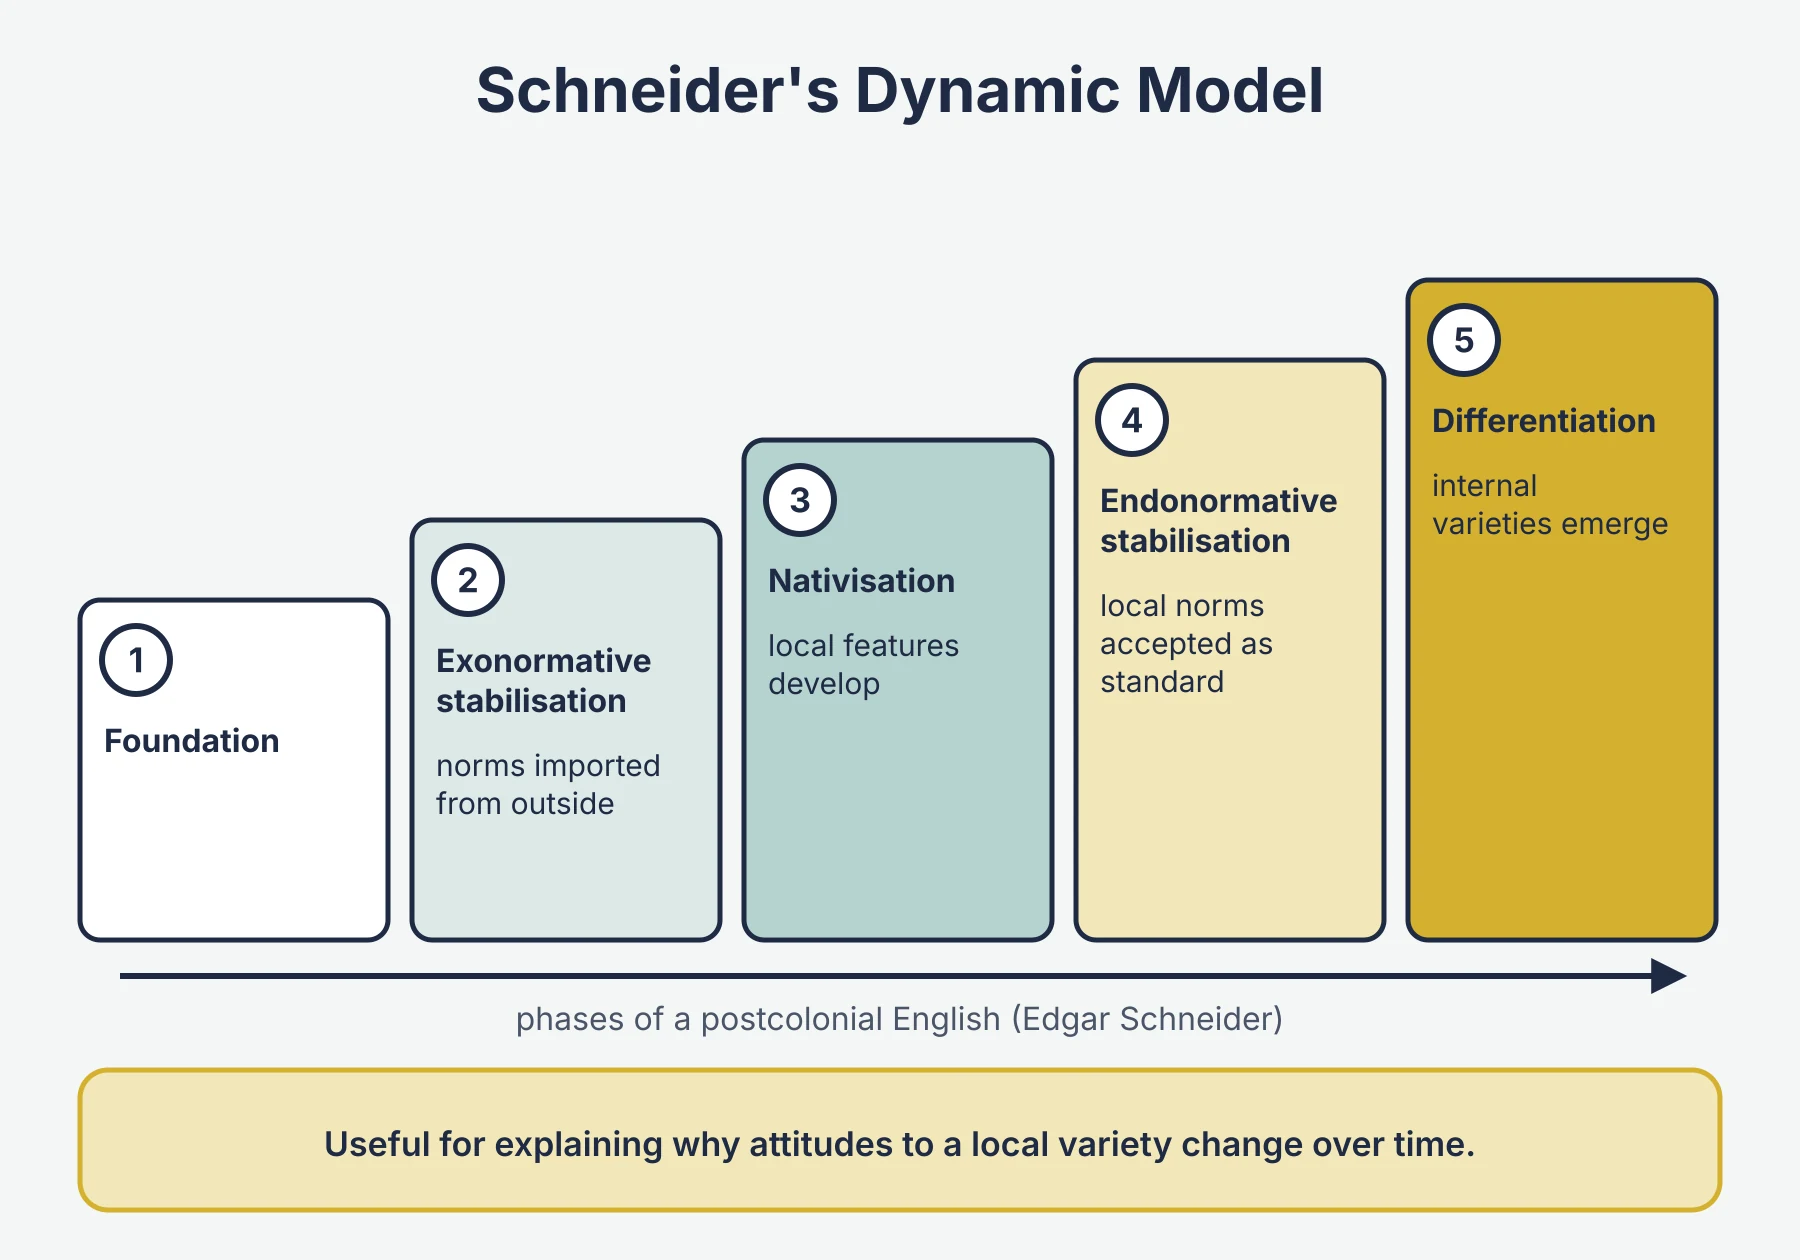 Schneider's Dynamic Model
1
Foundation
2
Exonormative
stabilisation
norms imported
from outside
3
Nativisation
local features
develop
4
Endonormative
stabilisation
local norms
accepted as
standard
5
Differentiation
internal
varieties emerge
phases of a postcolonial English (Edgar Schneider)
Useful for explaining why attitudes to a local variety change over time.